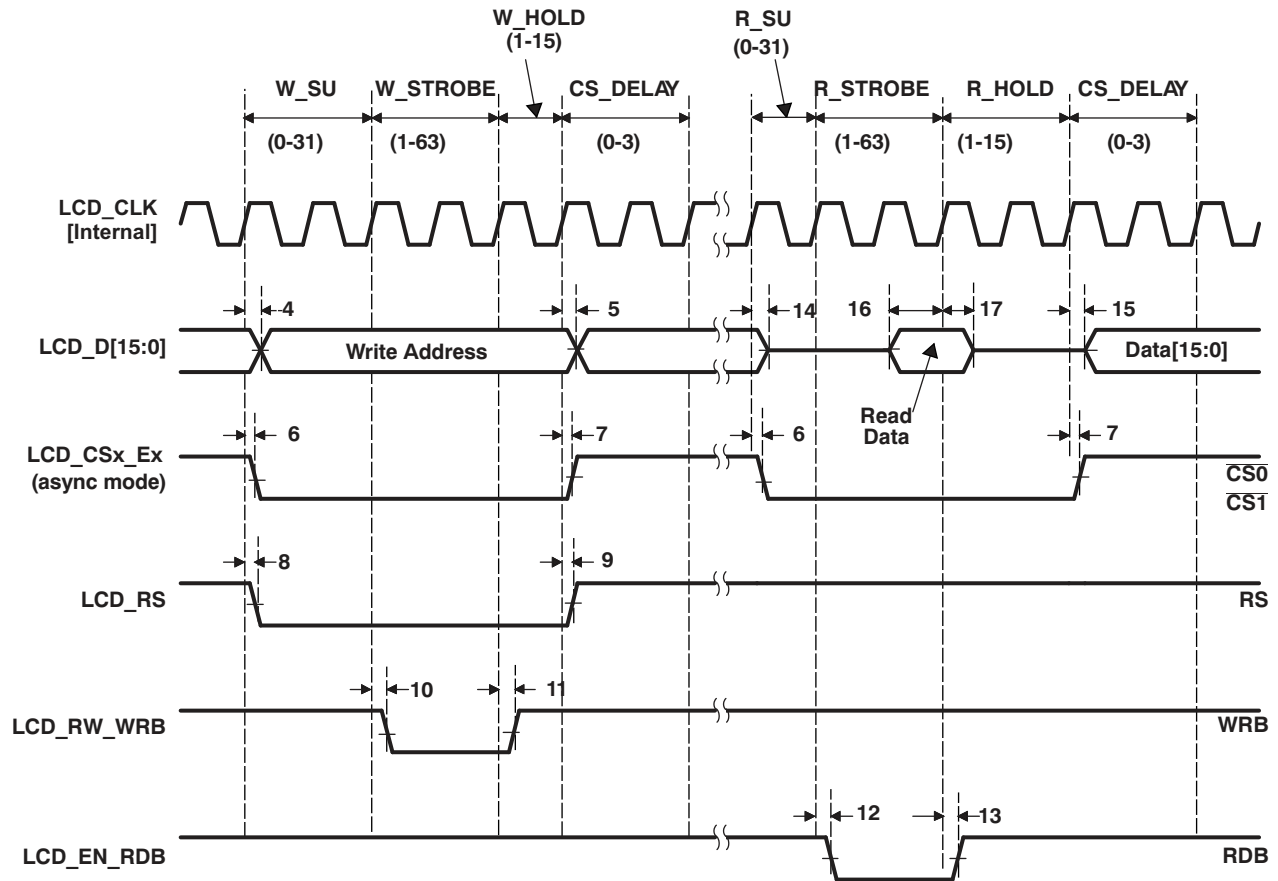 W_HOLD
(1-15)
R_SU
(0-31)
W_SU
W_STROBE
CS_DELAY
R_STROBE
R_HOLD
CS_DELAY
(0-31)
(1-63)
(0-3)
(1-63)
(1-15)
(0-3)
LCD_CLK
[Internal]
4
5
14
16
17
15
LCD_D[15:0]
Write Address
Data[15:0]
Read
Data
6
7
6
7
LCD_CSx_Ex
(async mode)
CS0
CS1
8
9
LCD_RS
RS
10
11
LCD_RW_WRB
WRB
12
13
LCD_EN_RDB
RDB